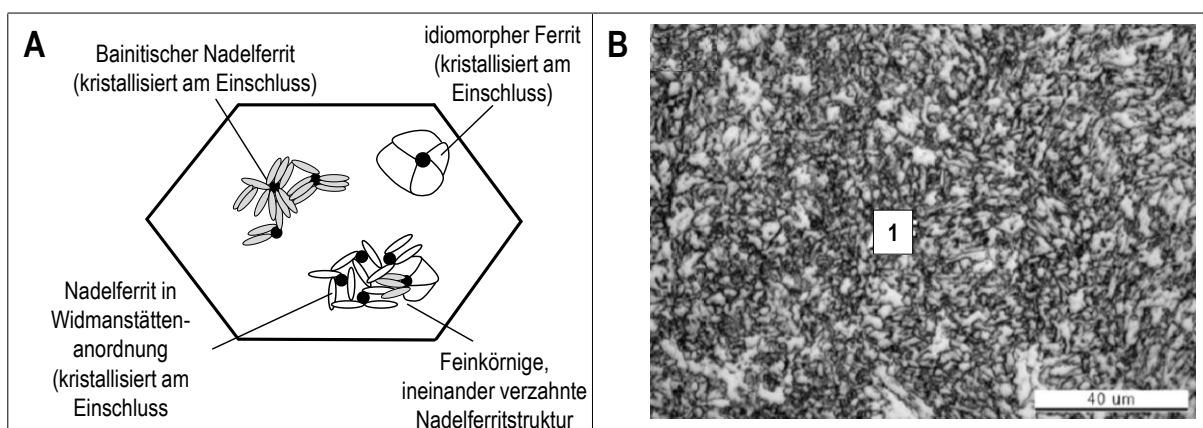 A
Bainitischer Nadelferrit
(kristallisiert am Einschluss)
idiomorpher Ferrit
(kristallisiert am
Einschluss)
Nadelferrit in
Widmanstätten-
anordnung
(kristallisiert am
Einschluss
Feinkörnige,
ineinander verzahnte
Nadelferritstruktur
B
1
40 um